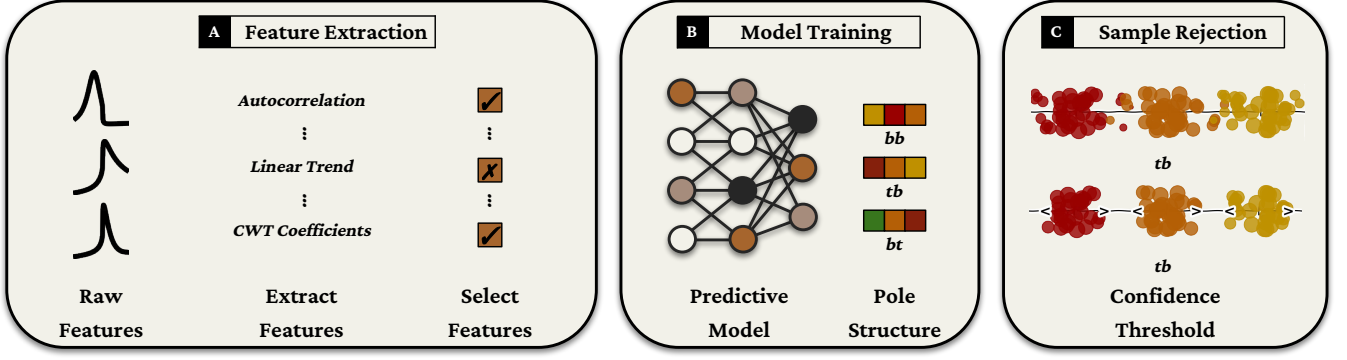 A Feature Extraction
Autocorrelation
Linear Trend
CWT Coefficients
Raw
Features
Extract
Features
Select
Features
B Model Training
bb
tb
bt
Predictive
Model
Pole
Structure
C Sample Rejection
tb
tb
Confidence
Threshold